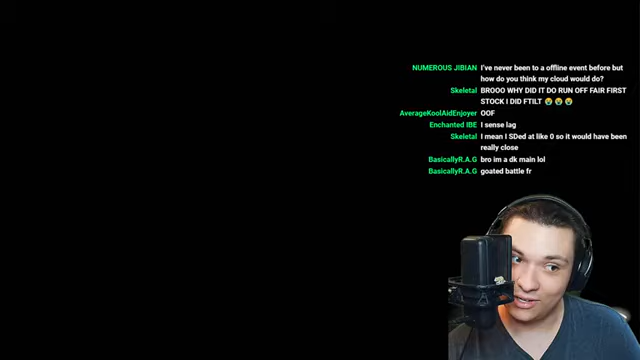 NUMEROUS JIBIAN I've never been to a offline event before but
how do you think my cloud would do?
Skeletal BROOO WHY DID IT DO RUN OFF FAIR FIRST
STOCK I DID FTILT 😭😭😭
AverageKoolAidEnjoyer OOF
Enchanted IBE I sense lag
Skeletal I mean I SDed at like 0 so it would have been
really close
BasicallyR.A.G bro im a dk main lol
BasicallyR.A.G goated battle fr